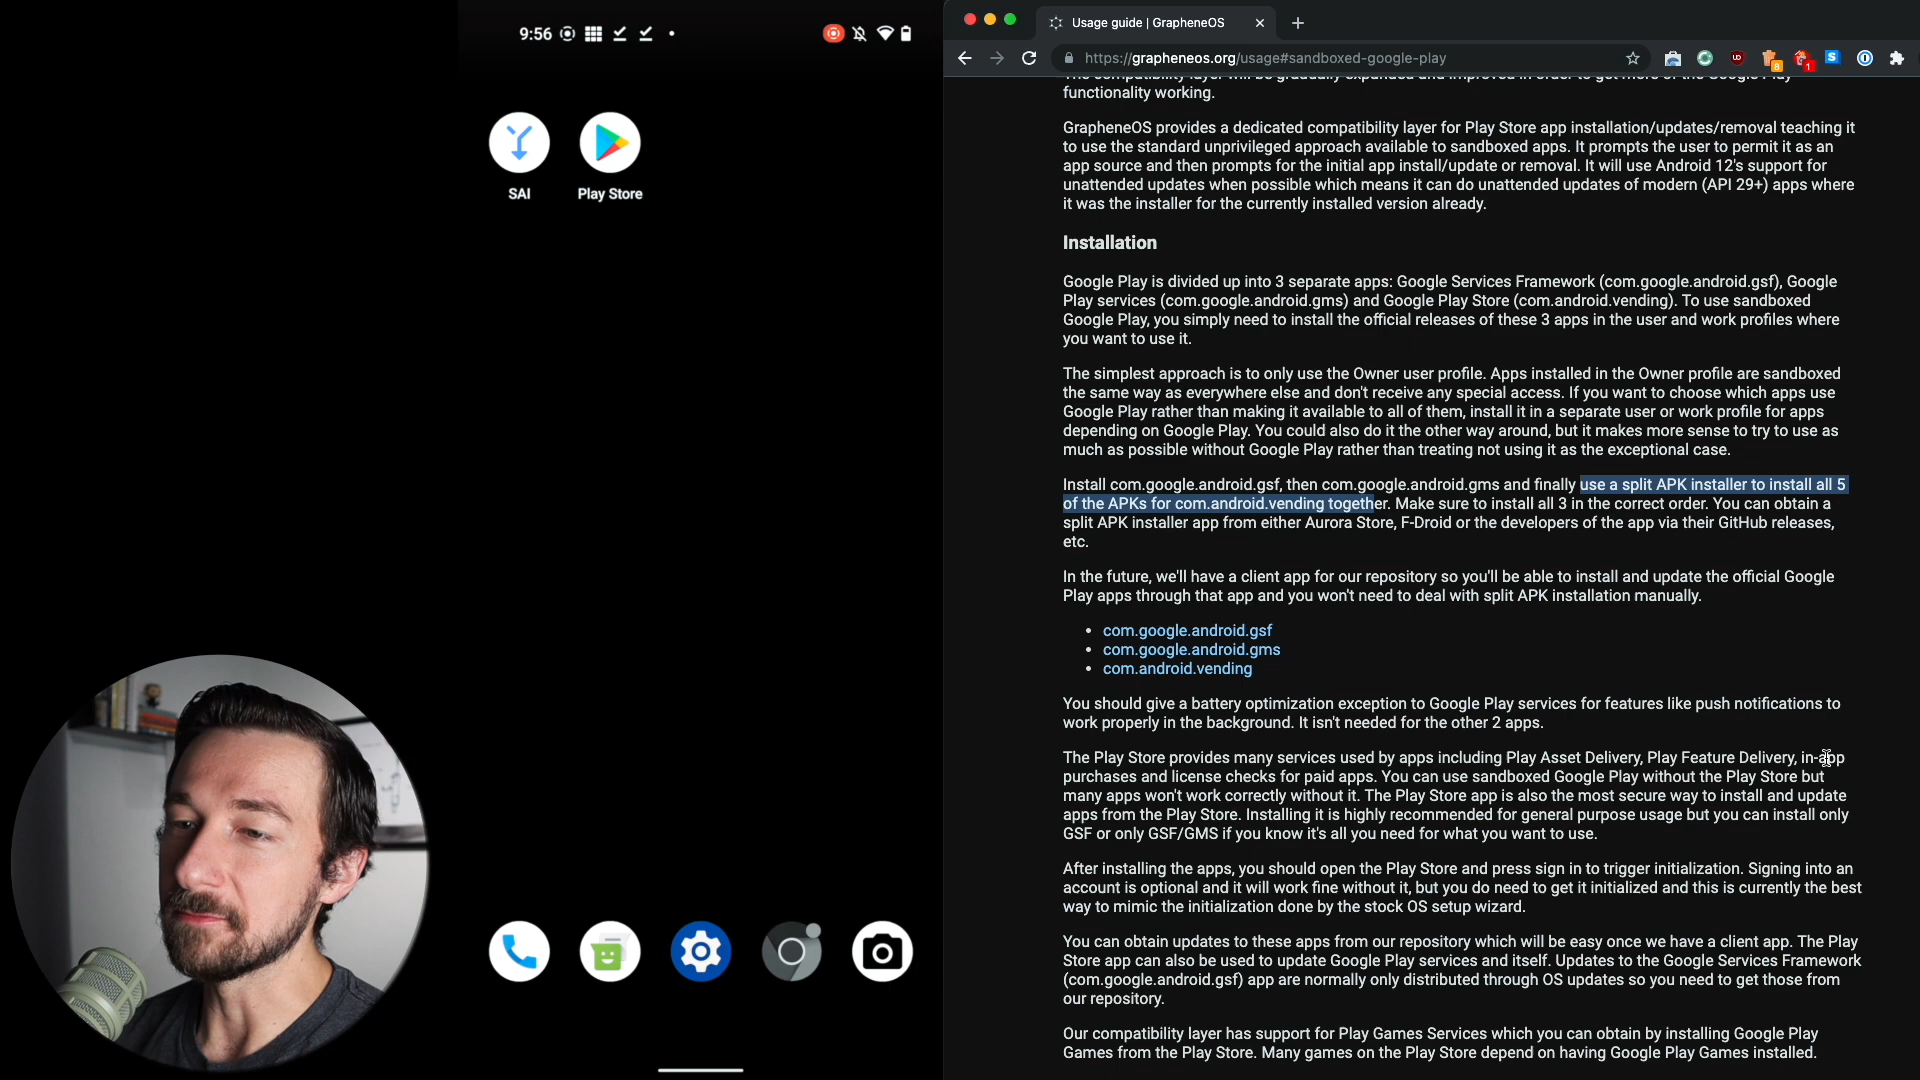 9:56
SAI
Play Store
Usage guide | GrapheneOS
https://grapheneos.org/usage#sandboxed-google-play
8
1
The compatibility layer will be gradually expanded and improved in order to get more of the Google Play
functionality working.
GrapheneOS provides a dedicated compatibility layer for Play Store app installation/updates/removal teaching it
to use the standard unprivileged approach available to sandboxed apps. It prompts the user to permit it as an
app source and then prompts for the initial app install/update or removal. It will use Android 12's support for
unattended updates when possible which means it can do unattended updates of modern (API 29+) apps where
it was the installer for the currently installed version already.
Installation
Google Play is divided up into 3 separate apps: Google Services Framework (com.google.android.gsf), Google
Play services (com.google.android.gms) and Google Play Store (com.android.vending). To use sandboxed
Google Play, you simply need to install the official releases of these 3 apps in the user and work profiles where
you want to use it.
The simplest approach is to only use the Owner user profile. Apps installed in the Owner profile are sandboxed
the same way as everywhere else and don't receive any special access. If you want to choose which apps use
Google Play rather than making it available to all of them, install it in a separate user or work profile for apps
depending on Google Play. You could also do it the other way around, but it makes more sense to try to use as
much as possible without Google Play rather than treating not using it as the exceptional case.
Install com.google.android.gsf, then com.google.android.gms and finally use a split APK installer to install all 5
of the APKs for com.android.vending together. Make sure to install all 3 in the correct order. You can obtain a
split APK installer app from either Aurora Store, F-Droid or the developers of the app via their GitHub releases,
etc.
In the future, we'll have a client app for our repository so you'll be able to install and update the official Google
Play apps through that app and you won't need to deal with split APK installation manually.
• com.google.android.gsf
• com.google.android.gms
• com.android.vending
You should give a battery optimization exception to Google Play services for features like push notifications to
work properly in the background. It isn't needed for the other 2 apps.
The Play Store provides many services used by apps including Play Asset Delivery, Play Feature Delivery, in-app
purchases and license checks for paid apps. You can use sandboxed Google Play without the Play Store but
many apps won't work correctly without it. The Play Store app is also the most secure way to install and update
apps from the Play Store. Installing it is highly recommended for general purpose usage but you can install only
GSF or only GSF/GMS if you know it's all you need for what you want to use.
After installing the apps, you should open the Play Store and press sign in to trigger initialization. Signing into an
account is optional and it will work fine without it, but you do need to get it initialized and this is currently the best
way to mimic the initialization done by the stock OS setup wizard.
You can obtain updates to these apps from our repository which will be easy once we have a client app. The Play
Store app can also be used to update Google Play services and itself. Updates to the Google Services Framework
(com.google.android.gsf) app are normally only distributed through OS updates so you need to get those from
our repository.
Our compatibility layer has support for Play Games Services which you can obtain by installing Google Play
Games from the Play Store. Many games on the Play Store depend on having Google Play Games installed.